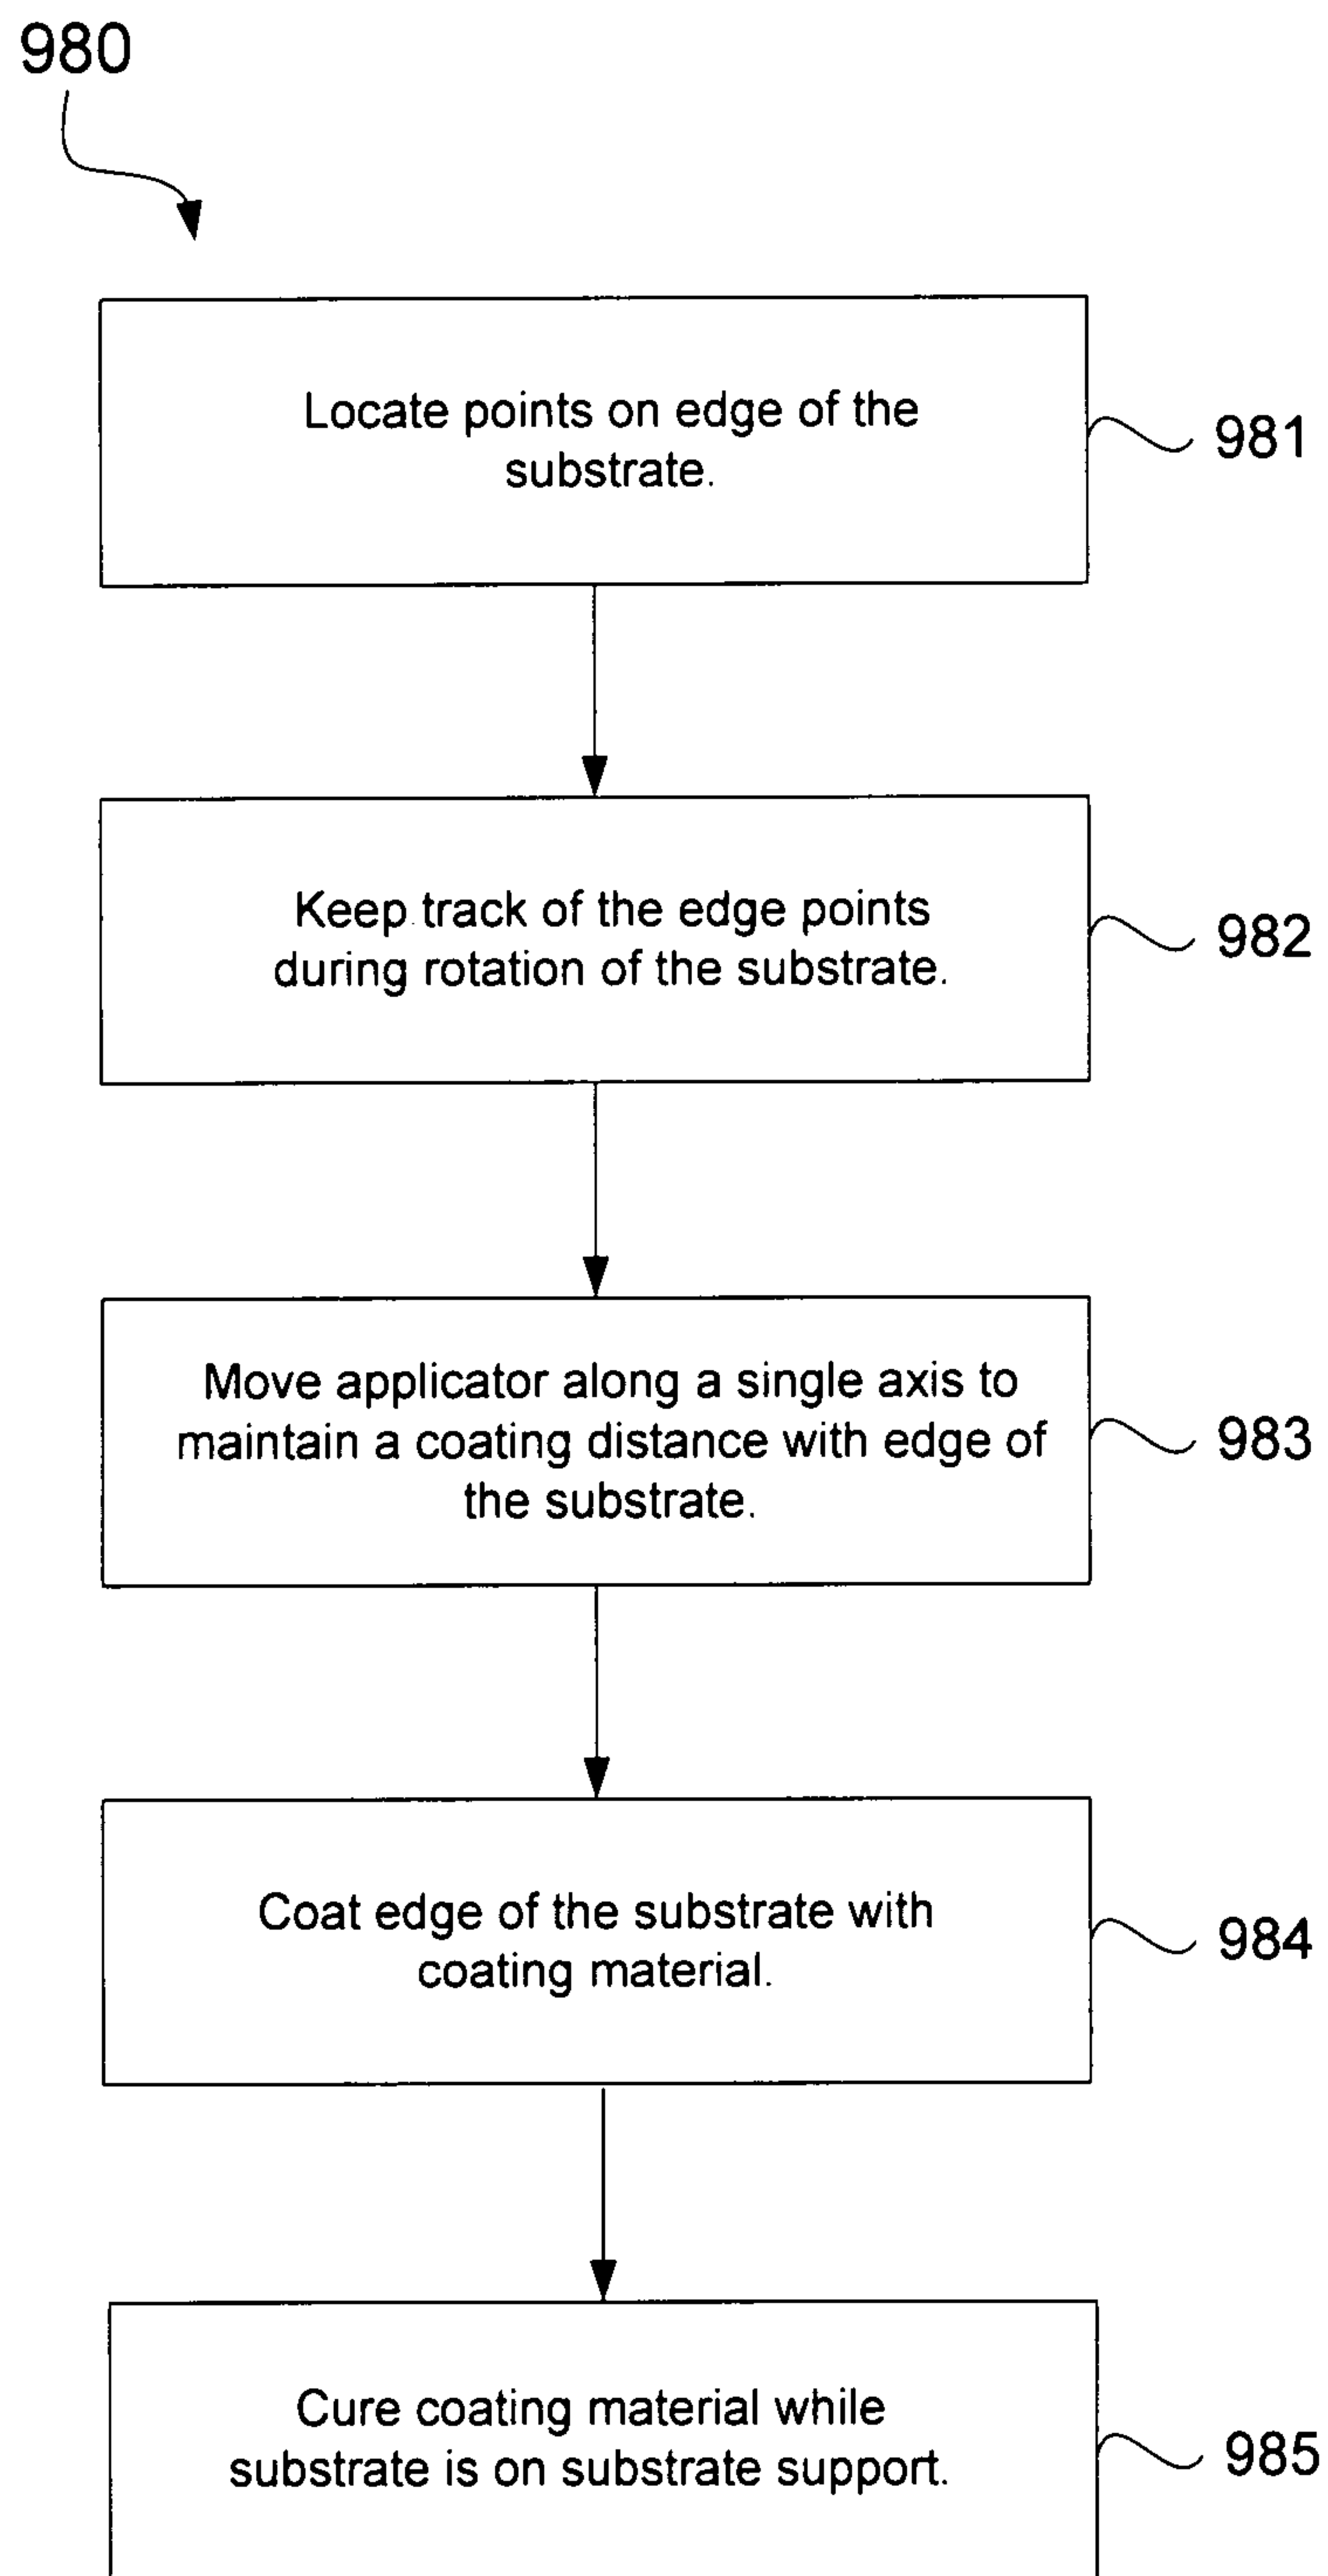 980
Locate points on edge of the
substrate.
981
Keep track of the edge points
during rotation of the substrate.
982
Move applicator along a single axis to
maintain a coating distance with edge of
the substrate.
983
Coat edge of the substrate with
coating material.
984
Cure coating material while
substrate is on substrate support.
985